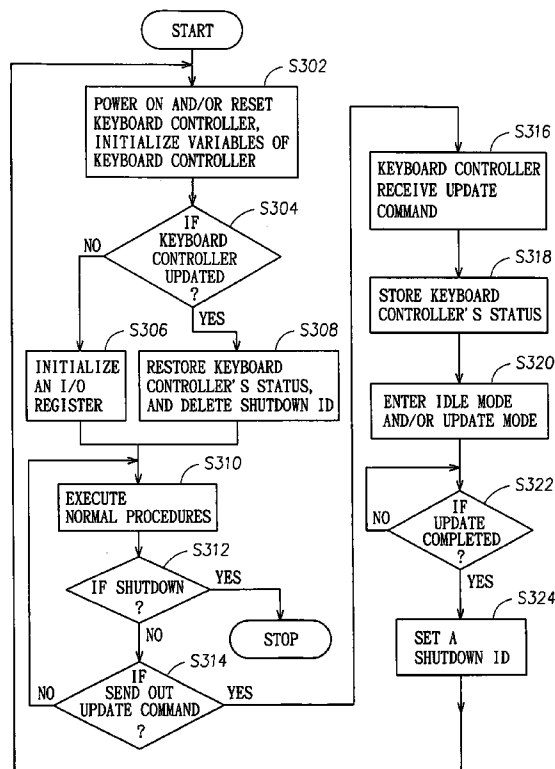 START
S302
POWER ON AND/OR RESET
KEYBOARD CONTROLLER,
INITIALIZE VARIABLES OF
KEYBOARD CONTROLLER
S304
IF
KEYBOARD
CONTROLLER
UPDATED
?
NO
YES
S306
INITIALIZE
AN I/O
REGISTER
S308
RESTORE KEYBOARD
CONTROLLER'S STATUS,
AND DELETE SHUTDOWN ID
S310
EXECUTE
NORMAL PROCEDURES
S312
IF SHUTDOWN
?
YES
STOP
NO
S314
IF
SEND OUT
UPDATE COMMAND
?
NO
YES
S316
KEYBOARD CONTROLLER
RECEIVE UPDATE
COMMAND
S318
STORE KEYBOARD
CONTROLLER'S STATUS
S320
ENTER IDLE MODE
AND/OR UPDATE MODE
S322
IF
UPDATE
COMPLETED
?
NO
YES
S324
SET A
SHUTDOWN ID